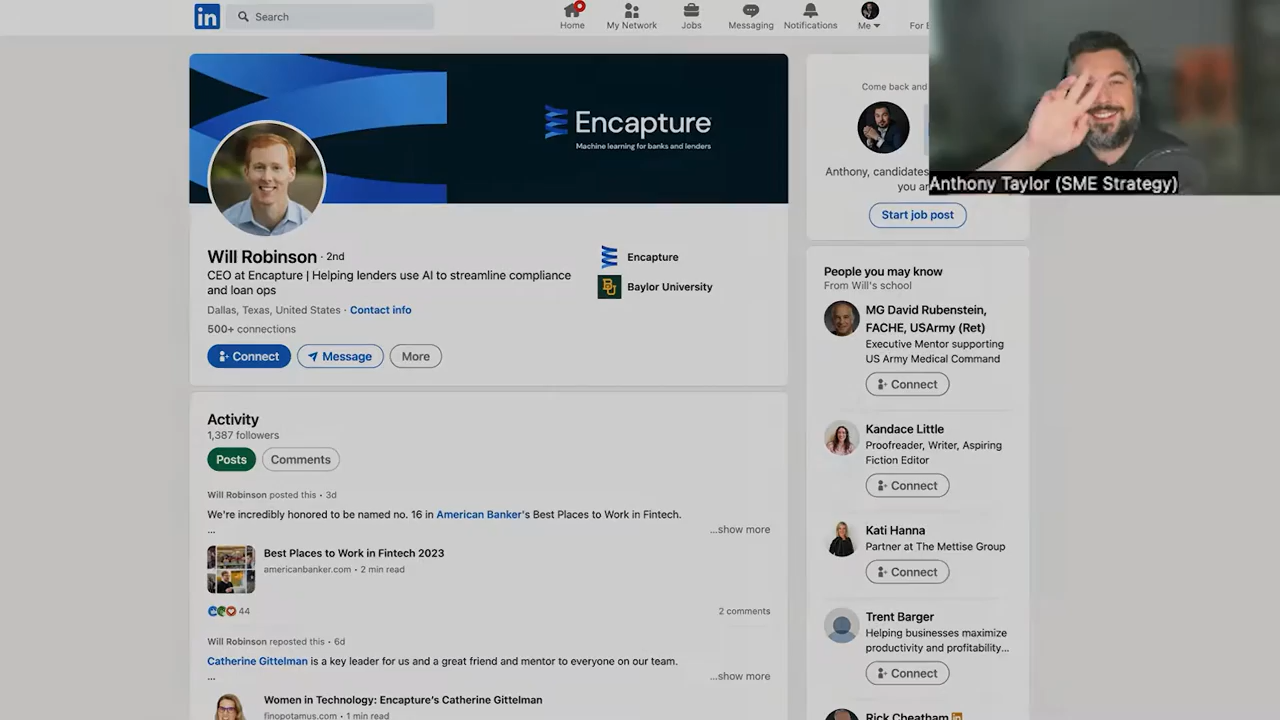 in
Search
Home
My Network
Jobs
Messaging
Notifications
Me
For
Encapture
Machine learning for banks and lenders
Will Robinson · 2nd
CEO at Encapture | Helping lenders use AI to streamline compliance
and loan ops
Dallas, Texas, United States · Contact info
500+ connections
Connect
Message
More
Encapture
Baylor University
Activity
1,387 followers
Posts
Comments
Will Robinson posted this • 3d
We're incredibly honored to be named no. 16 in American Banker's Best Places to Work in Fintech.
...
...show more
Best Places to Work in Fintech 2023
americanbanker.com • 2 min read
44
2 comments
Will Robinson reposted this • 6d
Catherine Gittelman is a key leader for us and a great friend and mentor to everyone on our team.
...
...show more
Women in Technology: Encapture's Catherine Gittelman
finopotamus.com • 1 min read
Come back and
Anthony, candidates
you
Start job post
Anthony Taylor (SME Strategy)
People you may know
From Will's school
MG David Rubenstein,
FACHE, USArmy (Ret)
Executive Mentor supporting
US Army Medical Command
Connect
Kandace Little
Proofreader, Writer, Aspiring
Fiction Editor
Connect
Kati Hanna
Partner at The Mettise Group
Connect
Trent Barger
Helping businesses maximize
productivity and profitability...
Connect
Rick Cheatham in